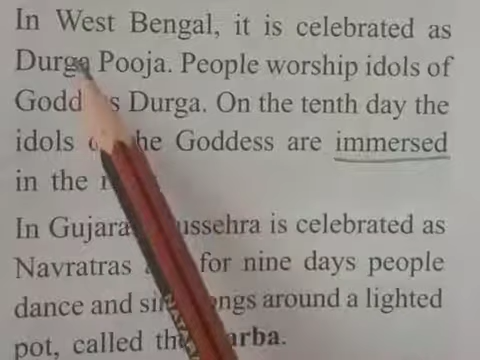 In West Bengal, it is celebrated as
Durga Pooja. People worship idols of
Goddess Durga. On the tenth day the
idols the Goddess are immersed
in the
In Gujarat Dussehra is celebrated as
Navratras for nine days people
dance and sing songs around a lighted
pot, called the Garba.